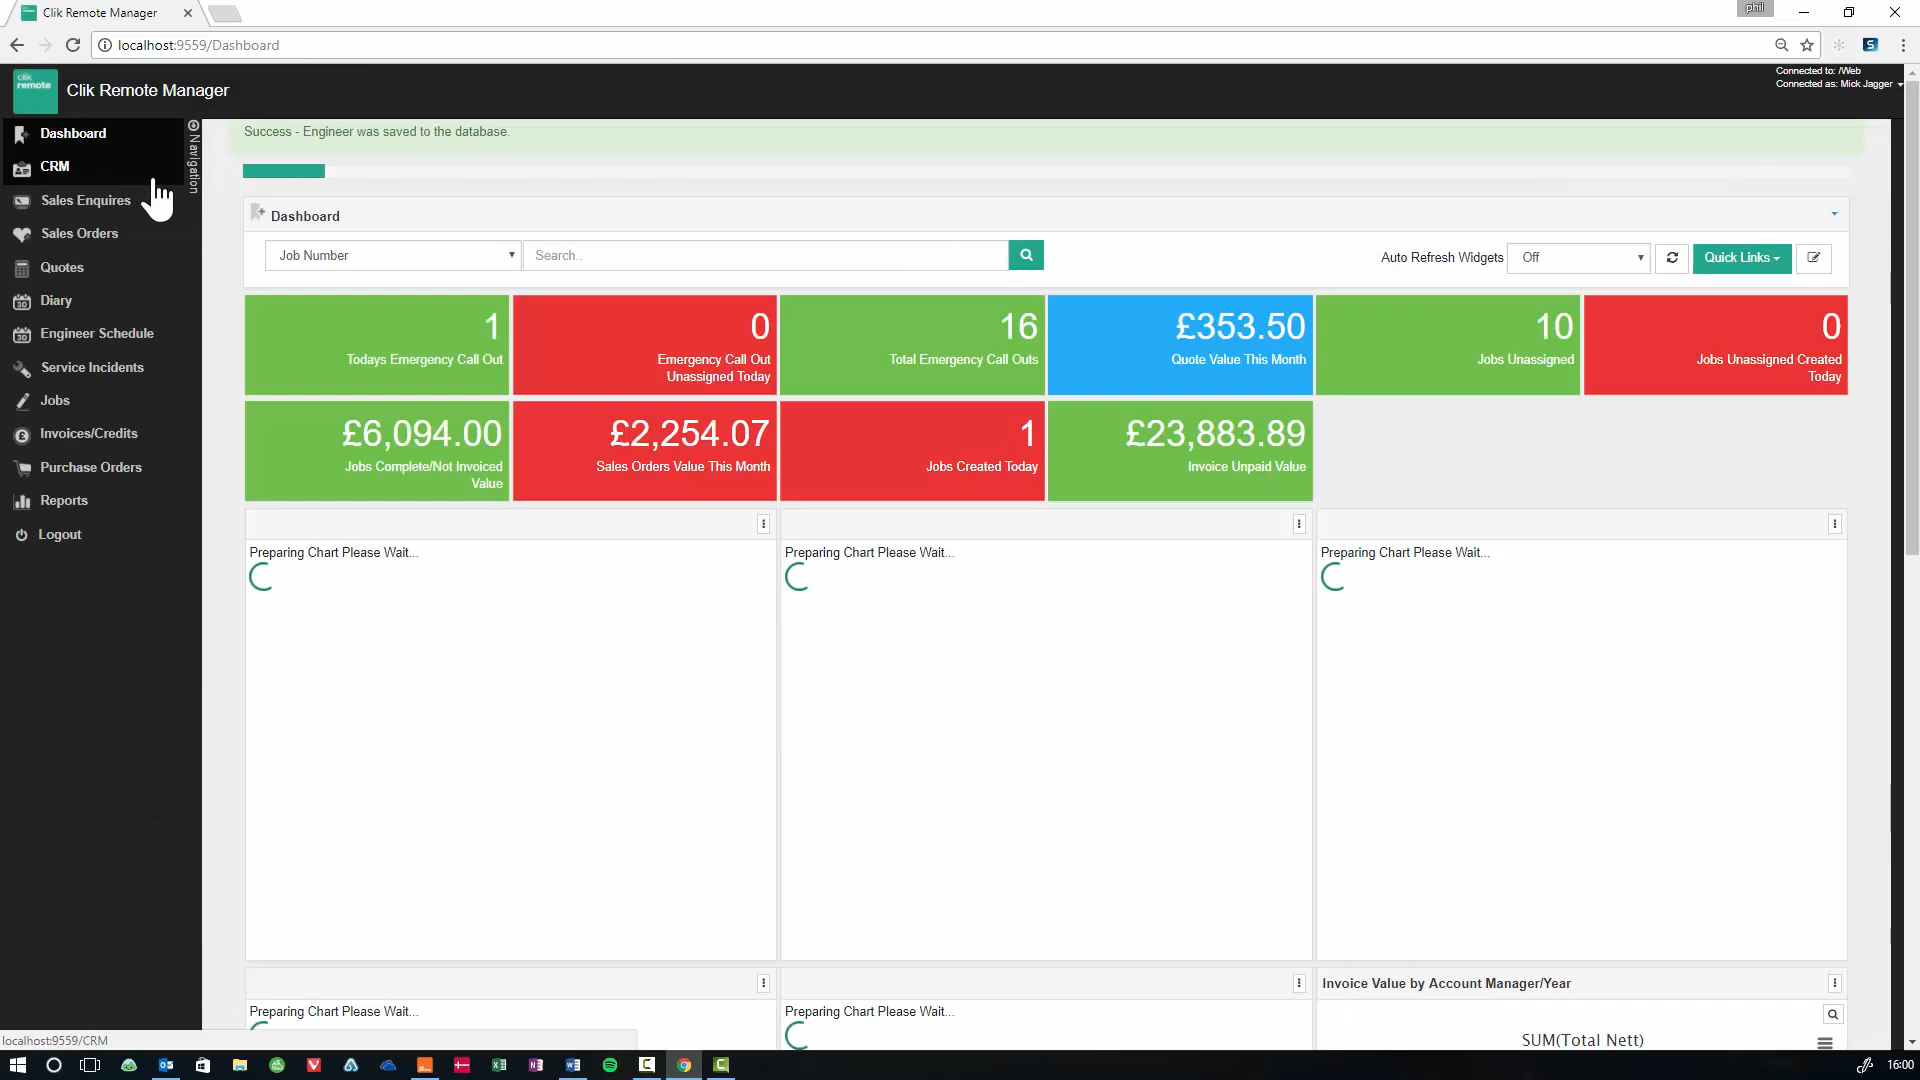 Clik Remote Manager
phil
localhost:9559/Dashboard
clik
remote
Clik Remote Manager
Connected to: /Web
Connected as: Mick Jagger
Dashboard
CRM
Sales Enquires
Sales Orders
Quotes
Diary
Engineer Schedule
Service Incidents
Jobs
Invoices/Credits
Purchase Orders
Reports
Logout
Navigation
Success - Engineer was saved to the database.
Dashboard
Job Number
Search..
Auto Refresh Widgets
Off
Quick Links
1
Todays Emergency Call Out
0
Emergency Call Out
Unassigned Today
16
Total Emergency Call Outs
£353.50
Quote Value This Month
10
Jobs Unassigned
0
Jobs Unassigned Created
Today
£6,094.00
Jobs Complete/Not Invoiced
Value
£2,254.07
Sales Orders Value This Month
1
Jobs Created Today
£23,883.89
Invoice Unpaid Value
Preparing Chart Please Wait...
Preparing Chart Please Wait...
Preparing Chart Please Wait...
Preparing Chart Please Wait...
Preparing Chart Please Wait...
Invoice Value by Account Manager/Year
SUM(Total Nett)
localhost:9559/CRM
16:00